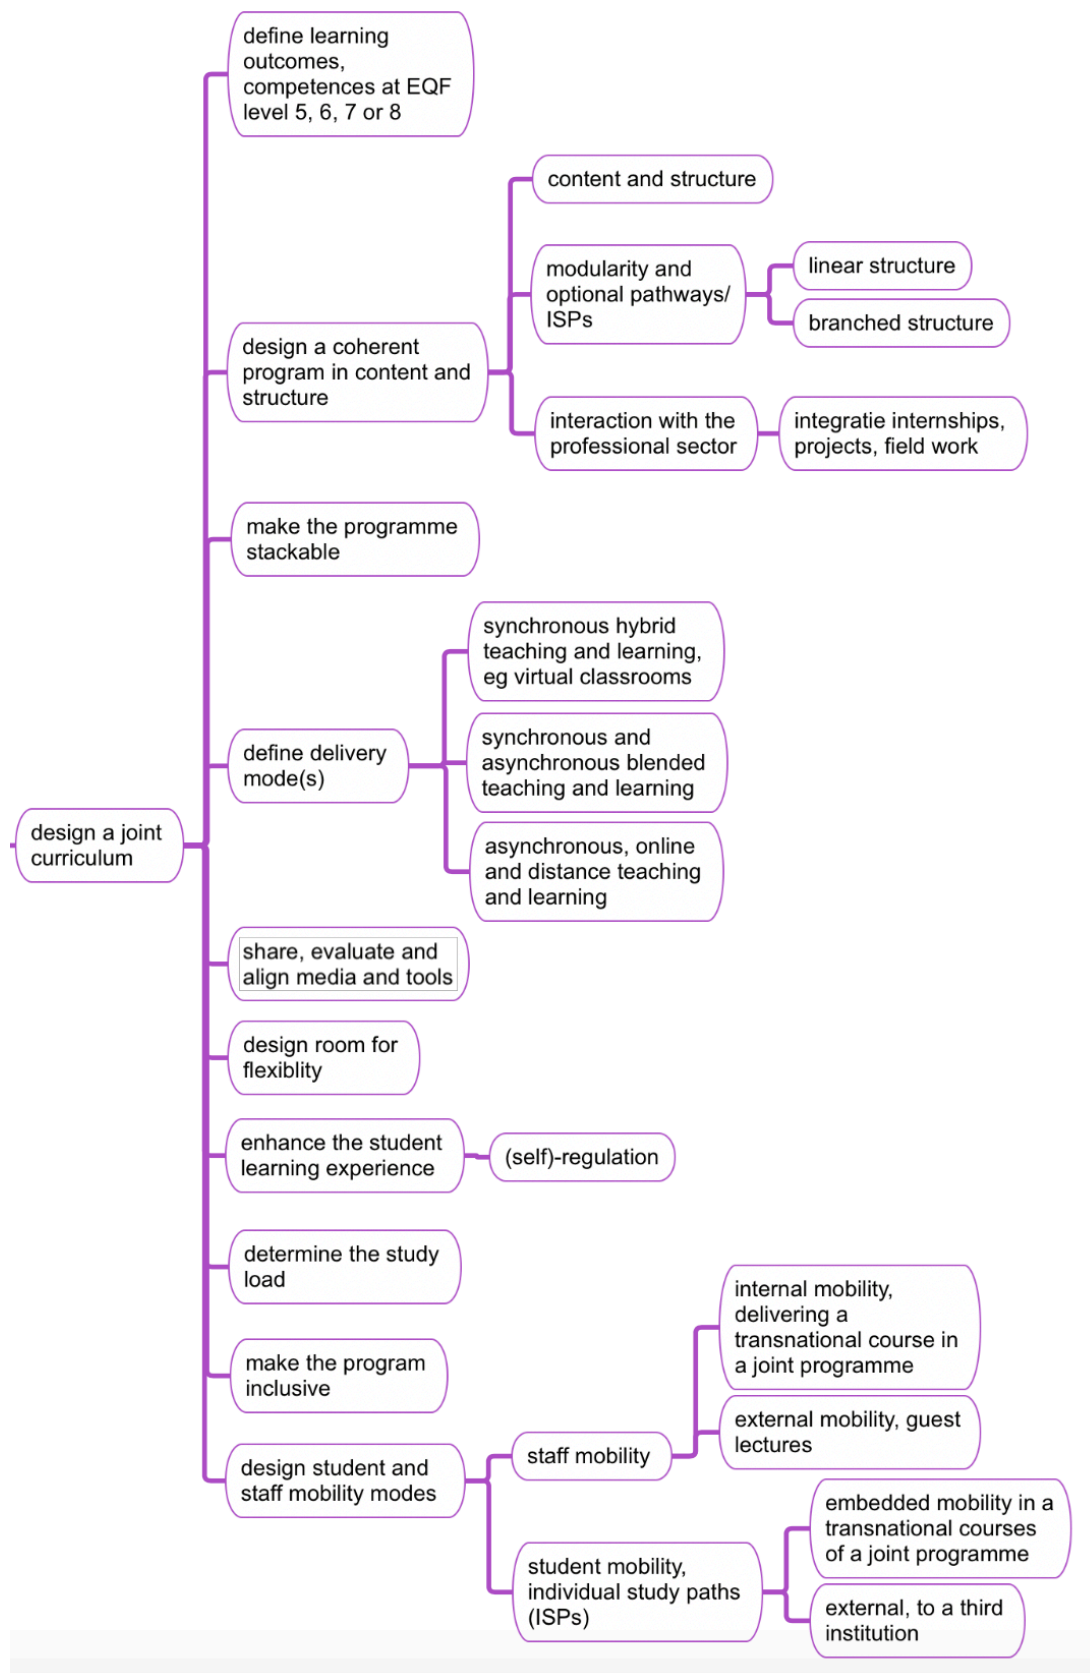 define learning
outcomes,
competences at EQF
level 5, 6, 7 or 8
content and structure
modularity and
optional pathways/
ISPs
linear structure
branched structure
design a coherent
program in content and
structure
interaction with the
professional sector
integratie internships,
projects, field work
make the programme
stackable
synchronous hybrid
teaching and learning,
eg virtual classrooms
define delivery
mode(s)
synchronous and
asynchronous blended
teaching and learning
asynchronous, online
and distance teaching
and learning
design a joint
curriculum
share, evaluate and
align media and tools
design room for
flexiblity
enhance the student
learning experience
(self)-regulation
determine the study
load
make the program
inclusive
internal mobility,
delivering a
transnational course in
a joint programme
external mobility, guest
lectures
staff mobility
design student and
staff mobility modes
embedded mobility in a
transnational courses
of a joint programme
student mobility,
individual study paths
(ISPs)
external, to a third
institution